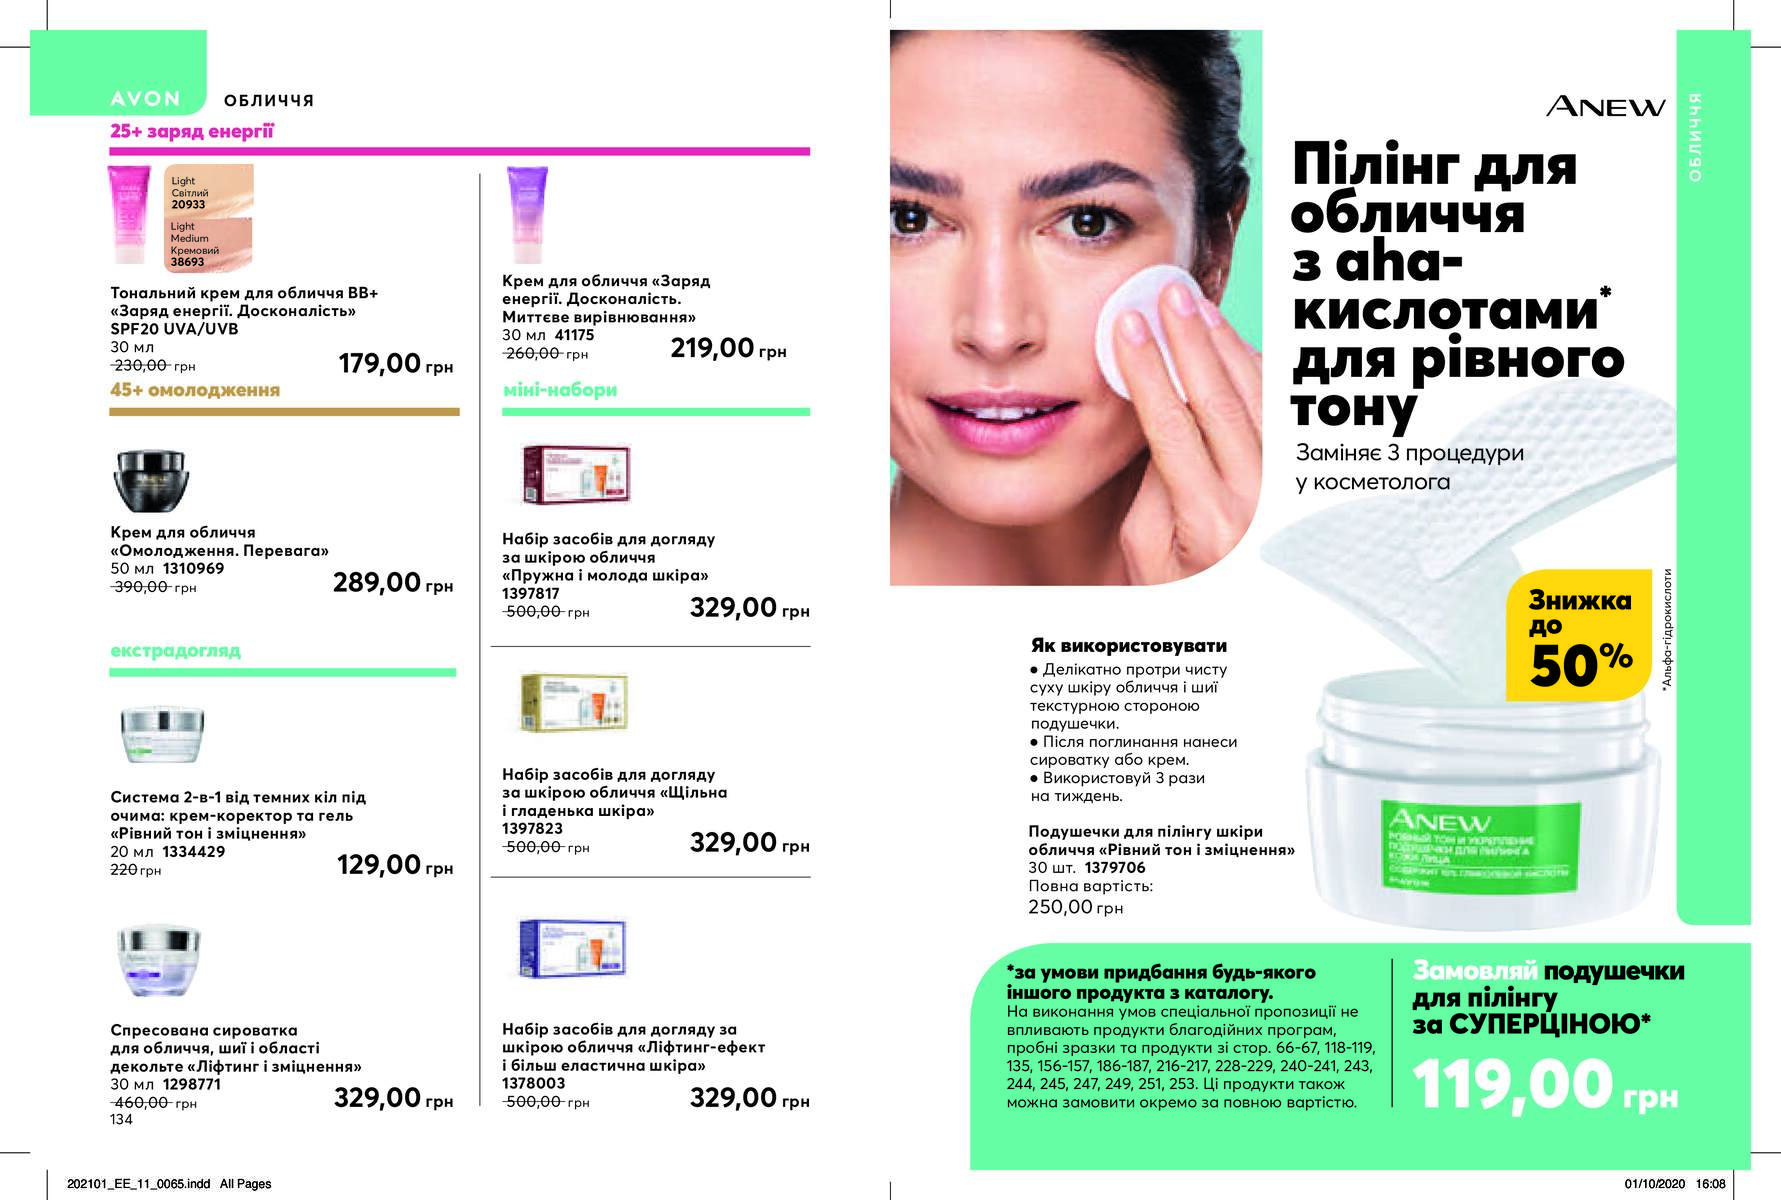 AVON ОБЛИЧЧЯ
25+ заряд енергії
Light
Світлий
20933
Light
Medium
Кремовий
38693
Тональний крем для обличчя BB+
«Заряд енергії. Досконалість»
SPF20 UVA/UVB
30 мл
230,00 грн
179,00 грн
Крем для обличчя «Заряд
енергії. Досконалість.
Миттєве вирівнювання»
30 мл 41175
260,00 грн
219,00 грн
45+ омолодження
ANEW
Крем для обличчя
«Омолодження. Перевага»
50 мл 1310969
390,00 грн
289,00 грн
екстрадогляд
Система 2-в-1 від темних кіл під
очима: крем-коректор та гель
«Рівний тон і зміцнення»
20 мл 1334429
220 грн
129,00 грн
Спресована сироватка
для обличчя, шиї і області
декольте «Ліфтинг і зміцнення»
30 мл 1298771
460,00 грн
329,00 грн
134
міні-набори
Набір засобів для догляду
за шкірою обличчя
«Пружна і молода шкіра»
1397817
500,00 грн
329,00 грн
Набір засобів для догляду
за шкірою обличчя «Щільна
і гладенька шкіра»
1397823
500,00 грн
329,00 грн
Набір засобів для догляду за
шкірою обличчя «Ліфтинг-ефект
і більш еластична шкіра»
1378003
500,00 грн
329,00 грн
ANEW
ОБЛИЧЧЯ
Пілінг для
обличчя
з aha-
кислотами*
для рівного
тону
Заміняє 3 процедури
у косметолога
Знижка
до
50%
*Альфа-гідрокислоти
Як використовувати
• Делікатно протри чисту
суху шкіру обличчя і шиї
текстурною стороною
подушечки.
• Після поглинання нанеси
сироватку або крем.
• Використовуй 3 рази
на тиждень.
Подушечки для пілінгу шкіри
обличчя «Рівний тон і зміцнення»
30 шт. 1379706
Повна вартість:
250,00 грн
ANEW
РОВНЫЙ ТОН И УКРЕПЛЕНИЕ
ПОДУШЕЧКИ ДЛЯ ПИЛИНГА
КОЖИ ЛИЦА
СОДЕРЖИТ 10% ГЛИКОЛЕВОЙ КИСЛОТЫ
*за умови придбання будь-якого
іншого продукта з каталогу.
На виконання умов спеціальної пропозиції не
впливають продукти благодійних програм,
пробні зразки та продукти зі стор. 66-67, 118-119,
135, 156-157, 186-187, 216-217, 228-229, 240-241, 243,
244, 245, 247, 249, 251, 253. Ці продукти також
можна замовити окремо за повною вартістю.
Замовляй подушечки
для пілінгу
за СУПЕРЦІНОЮ*
119,00 грн
202101_EE_11_0065.indd All Pages
01/10/2020 16:08